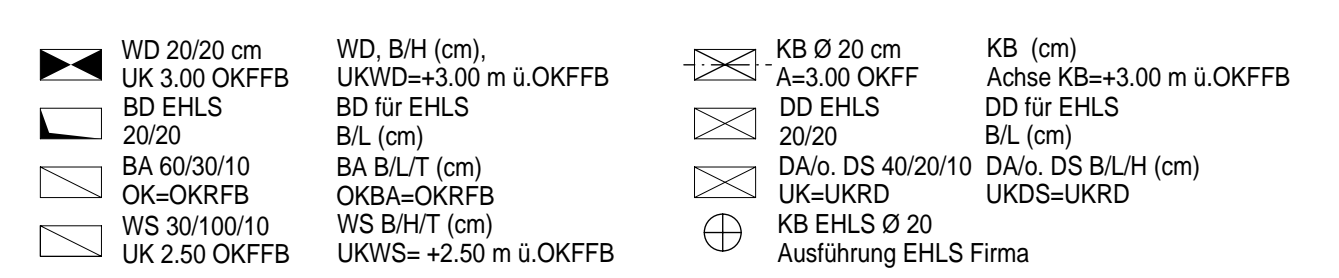 WD 20/20 cm WD, B/H (cm),
UK 3.00 OKFFB UKWD=+3.00 m ü.OKFFB
BD EHLS BD für EHLS
20/20 B/L (cm)
BA 60/30/10 BA B/L/T (cm)
OK=OKRFB OKBA=OKRFB
WS 30/100/10 WS B/H/T (cm)
UK 2.50 OKFFB UKWS= +2.50 m ü.OKFFB
KB Ø 20 cm KB (cm)
A=3.00 OKFF Achse KB=+3.00 m ü.OKFFB
DD EHLS DD für EHLS
20/20 B/L (cm)
DA/o. DS 40/20/10 DA/o. DS B/L/H (cm)
UK=UKRD UKDS=UKRD
KB EHLS Ø 20
Ausführung EHLS Firma